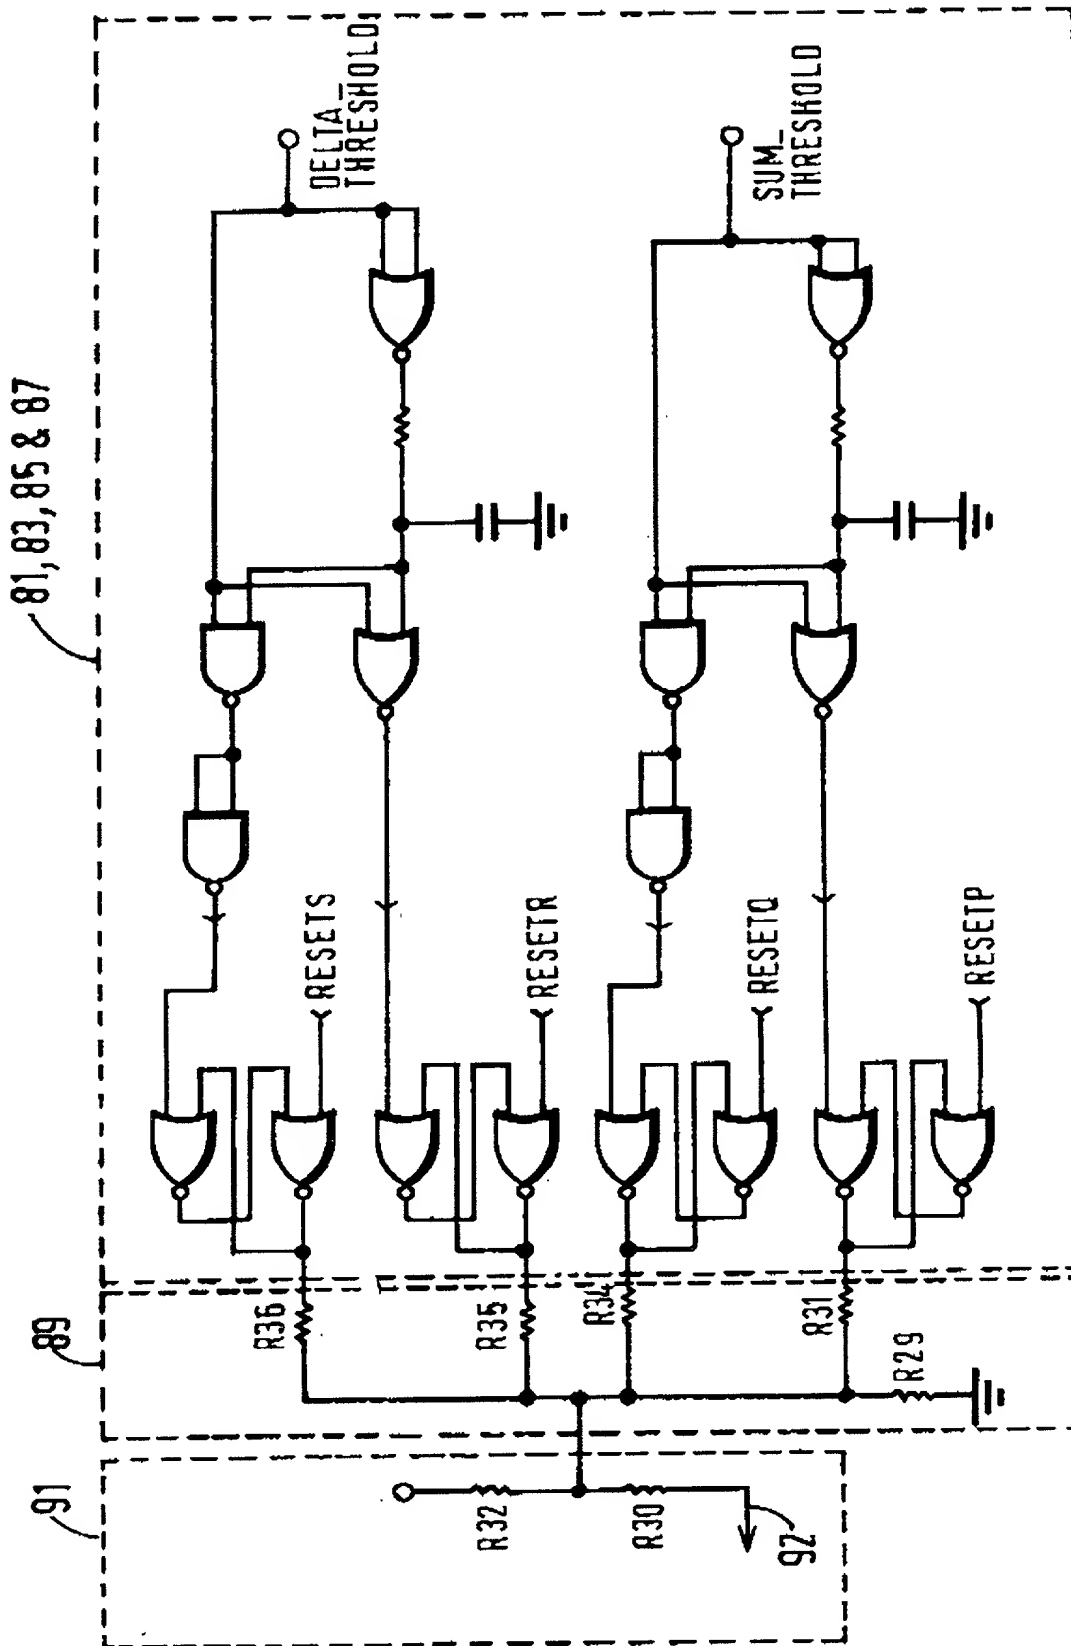 81, 83, 85 & 87
DELTA_
THRESHOLD
SUM_
THRESHOLD
RESETS
RESETR
RESETQ
RESETP
89
R36
R35
R34
R31
R29
91
R32
R30
92